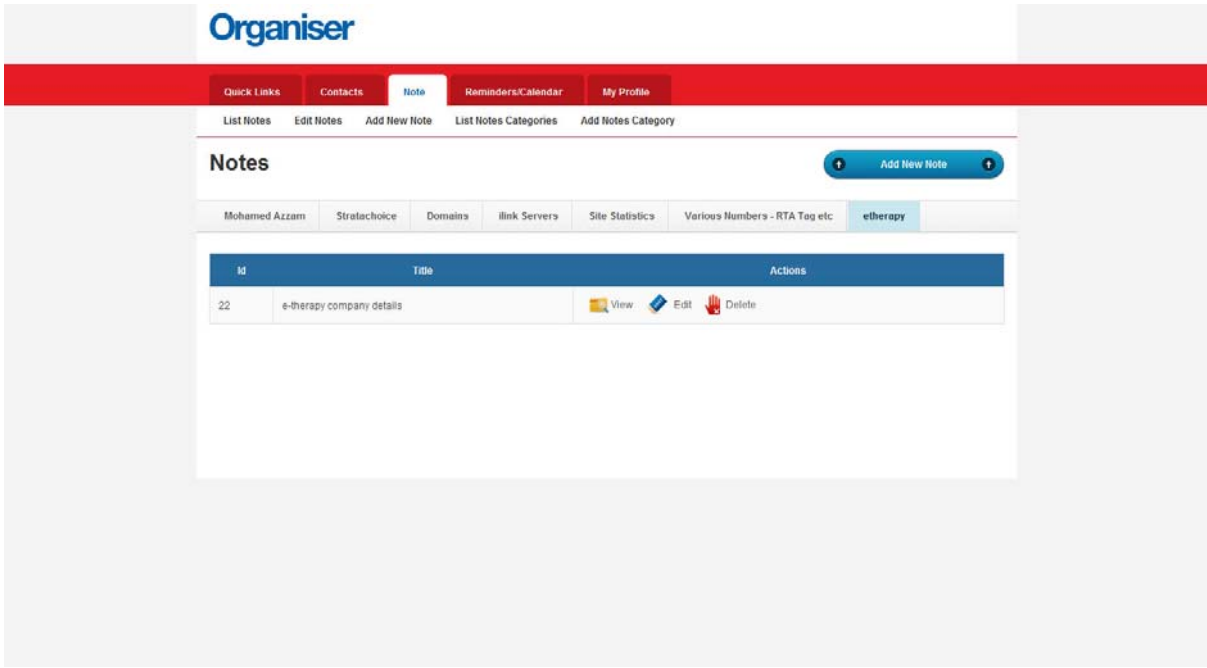 Organiser
Quick Links Contacts Note Reminders/Calendar My Profile
List Notes Edit Notes Add New Note List Notes Categories Add Notes Category
Notes
Add New Note
Mohamed Azzam Stratachoice Domains ilink Servers Site Statistics Various Numbers - RTA Tag etc etherapy
Id Title Actions
22 e-therapy company details View Edit Delete